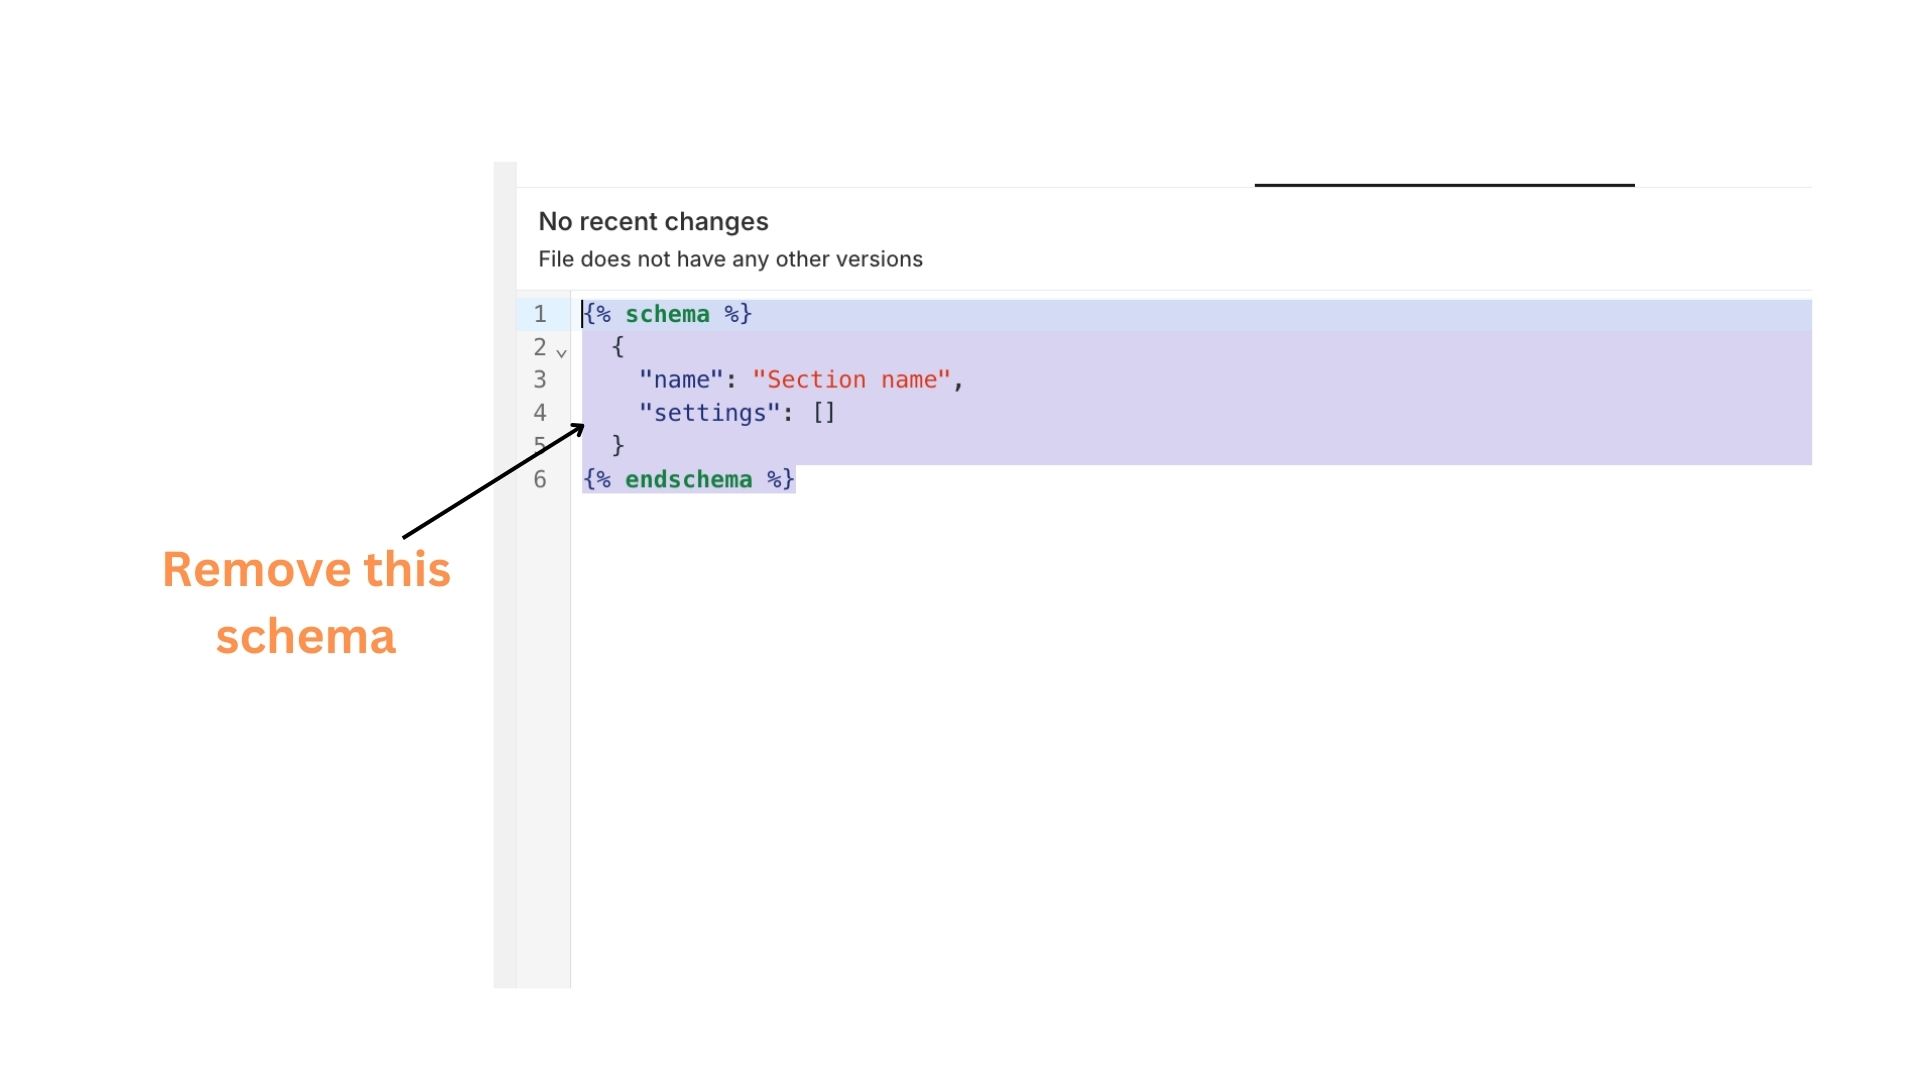 No recent changes
File does not have any other versions
1 {% schema %}
2 {
3 "name": "Section name",
4 "settings": []
5 }
6 {% endschema %}
Remove this
schema